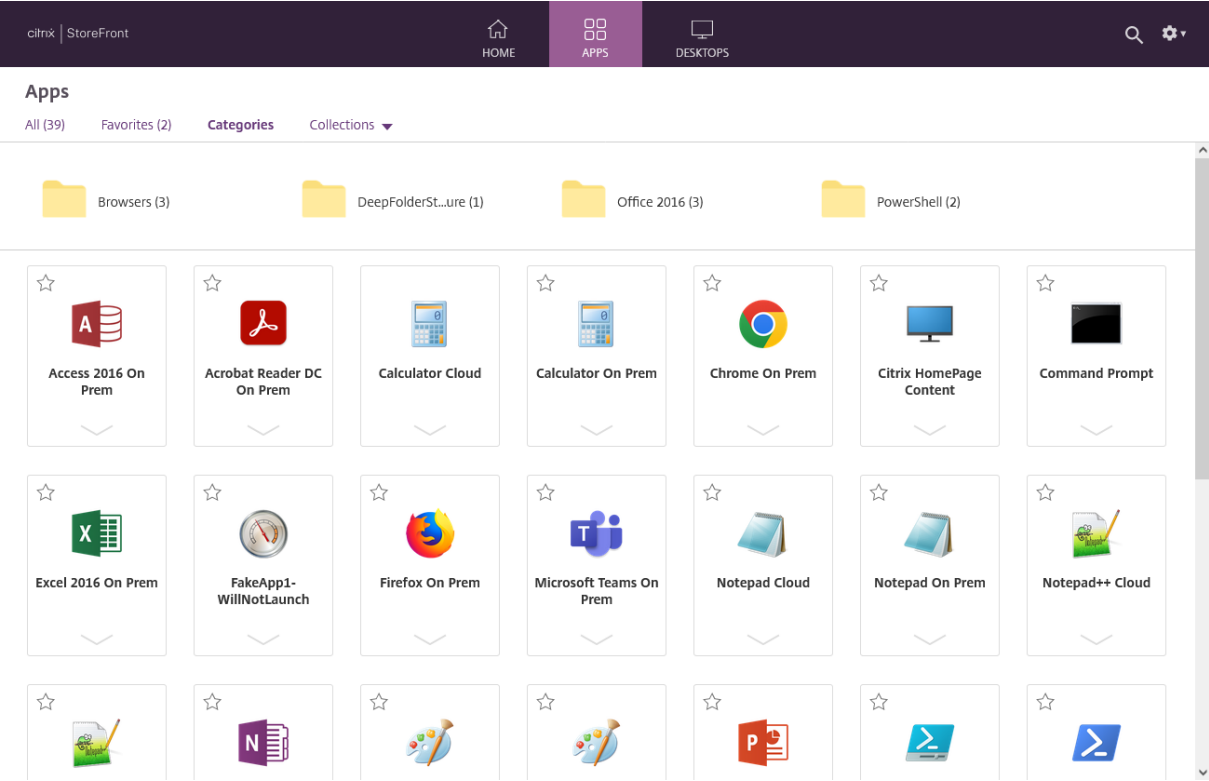 citrix | StoreFront
HOME
APPS
DESKTOPS
Apps
All (39)
Favorites (2)
Categories
Collections
Browsers (3)
DeepFolderSt...ure (1)
Office 2016 (3)
PowerShell (2)
Access 2016 On
Prem
Acrobat Reader DC
On Prem
Calculator Cloud
Calculator On Prem
Chrome On Prem
Citrix HomePage
Content
Command Prompt
Excel 2016 On Prem
FakeApp1-
WillNotLaunch
Firefox On Prem
Microsoft Teams On
Prem
Notepad Cloud
Notepad On Prem
Notepad++ Cloud